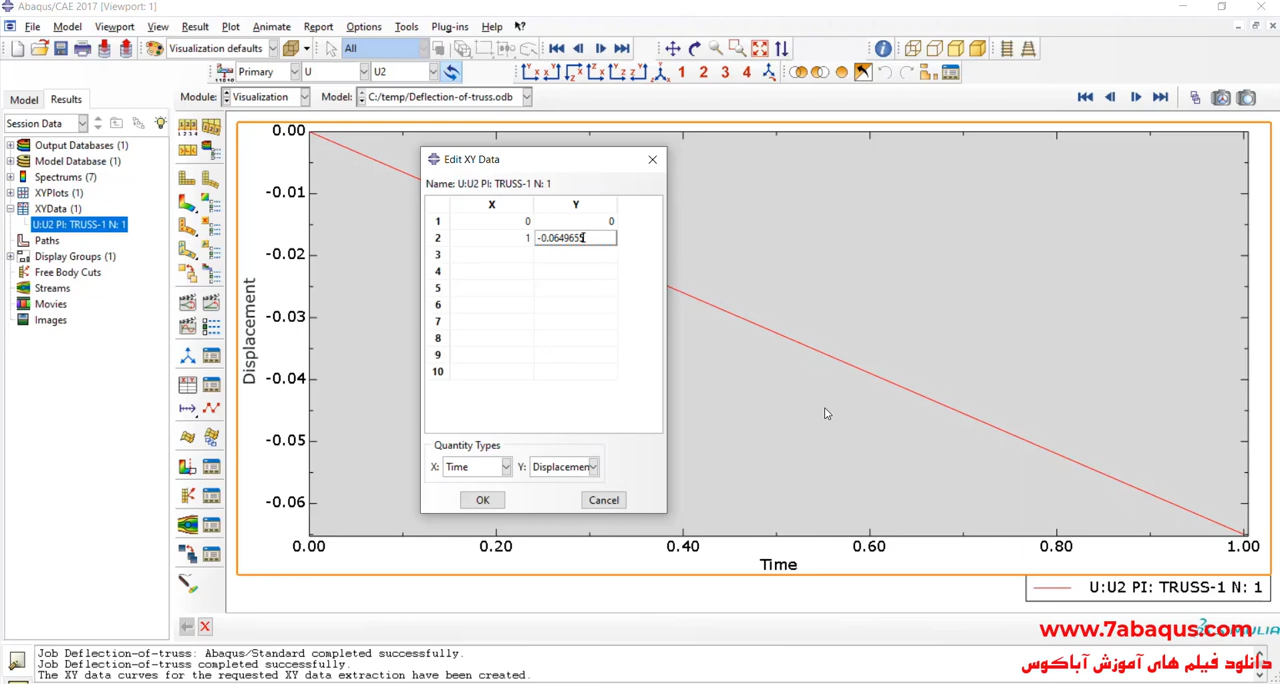 Abaqus/CAE 2017 [Viewport: 1]
File Model Viewport View Result Plot Animate Report Options Tools Plug-ins Help
Visualization defaults All
Primary U U2 1 2 3 4
Model Results Module: Visualization Model: C:/temp/Deflection-of-truss.odb
Session Data
Output Databases (1)
Model Database (1)
Spectrums (7)
XYPlots (1)
XYData (1)
U:U2 PI: TRUSS-1 N: 1
Paths
Display Groups (2)
Free Body Cuts
Streams
Movies
Images
Displacement
0.00
-0.01
-0.02
-0.03
-0.04
-0.05
-0.06
0.00 0.20 0.40 0.60 0.80 1.00
Time
U:U2 PI: TRUSS-1 N: 1
Edit XY Data
Name: U:U2 PI: TRUSS-1 N: 1
X Y
1 0 0
2 1 -0.0649655
3
4
5
6
7
8
9
10
Quantity Types
X: Time Y: Displacemen
OK Cancel
www.7abaqus.com
دانلود فیلم های آموزش آباکوس
Job Deflection-of-truss: Abaqus/Standard completed successfully.
Job Deflection-of-truss completed successfully.
The XY data curves for the requested XY data extraction have been created.